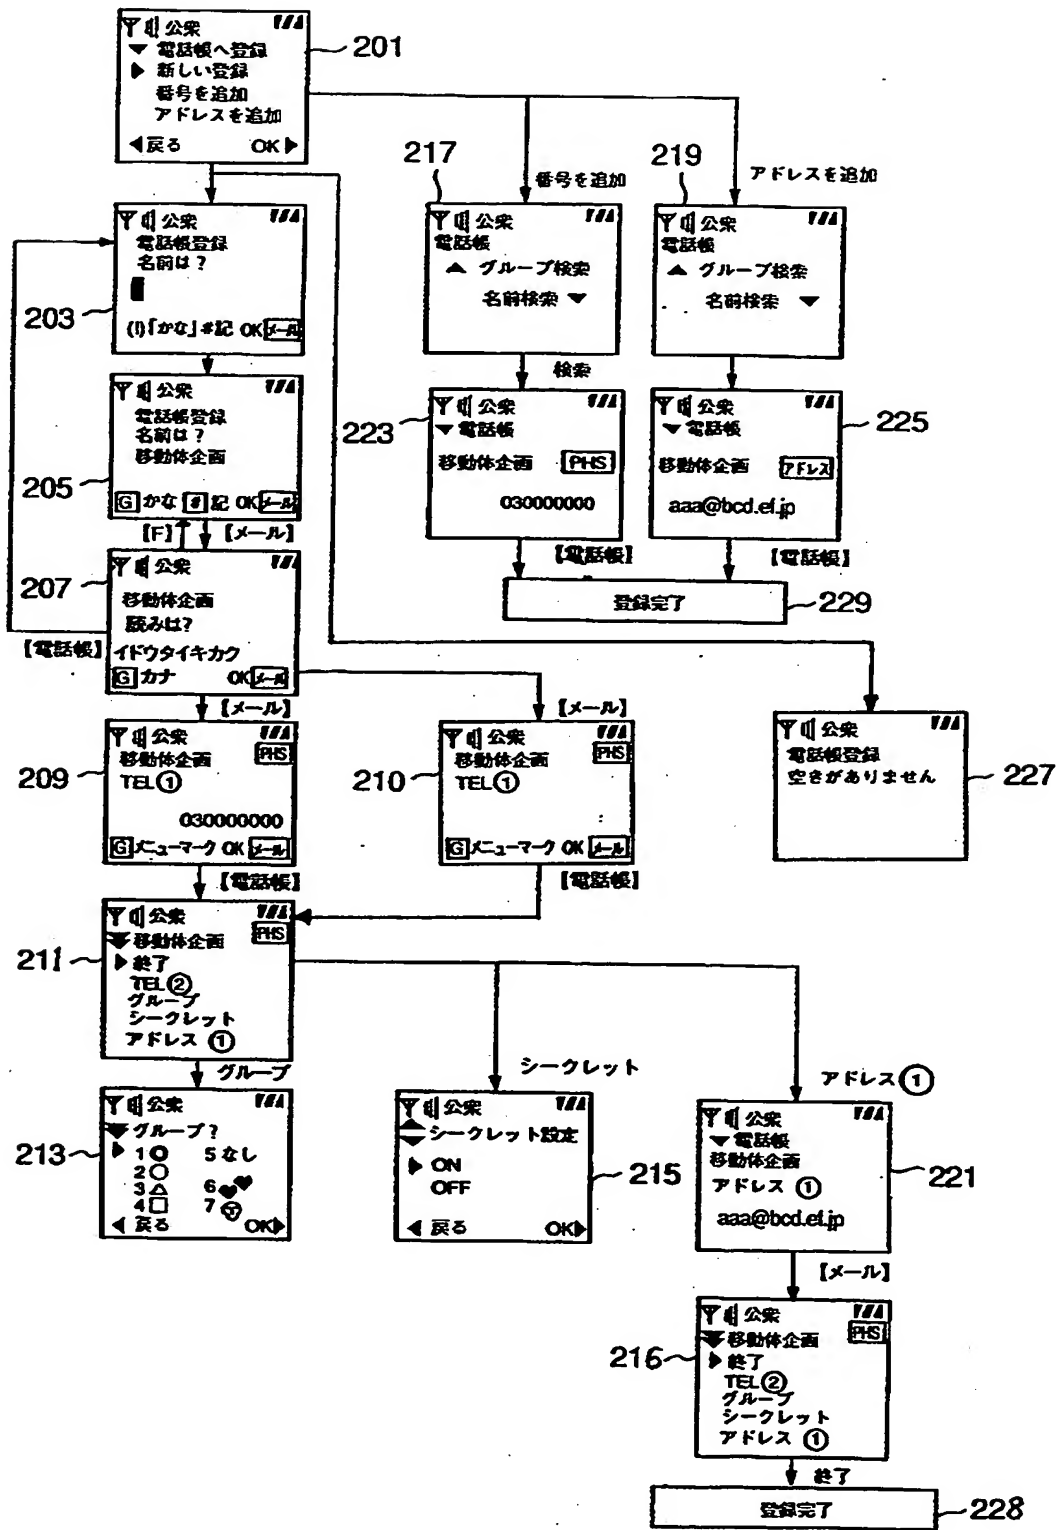 公衆
電話帳へ登録
新しい登録
番号を追加
アドレスを追加
戻る OK
201
217
番号を追加
219
アドレスを追加
公衆
電話帳登録
名前は?
(!)「かな」#記 OK メール
203
公衆
電話帳
グループ検索
名前検索
検索
公衆
電話帳
グループ検索
名前検索
公衆
電話帳登録
名前は?
移動体企画
G かな # 記 OK メール
205
[F]
【メール】
223
公衆
電話帳
移動体企画 PHS
030000000
【電話帳】
公衆
電話帳
移動体企画 アドレス
aaa@bcd.ef.jp
225
【電話帳】
登録完了
229
207
公衆
移動体企画
読みは?
イドウタイキカク
G カナ OK メール
【電話帳】
【メール】
【メール】
209
公衆
移動体企画 PHS
TEL①
030000000
G メニューマーク OK メール
【電話帳】
210
公衆
移動体企画 PHS
TEL①
G メニューマーク OK メール
【電話帳】
公衆
電話帳登録
空きがありません
227
211
公衆
移動体企画 PHS
終了
TEL②
グループ
シークレット
アドレス①
グループ
シークレット
アドレス①
213
公衆
グループ?
1◎ 5なし
2○ 6♥♥
3△
4□ 7
戻る OK
公衆
シークレット設定
ON
OFF
戻る OK
215
公衆
電話帳
移動体企画
アドレス①
aaa@bcd.ef.jp
221
【メール】
216
公衆
移動体企画 PHS
終了
TEL②
グループ
シークレット
アドレス①
終了
登録完了
228